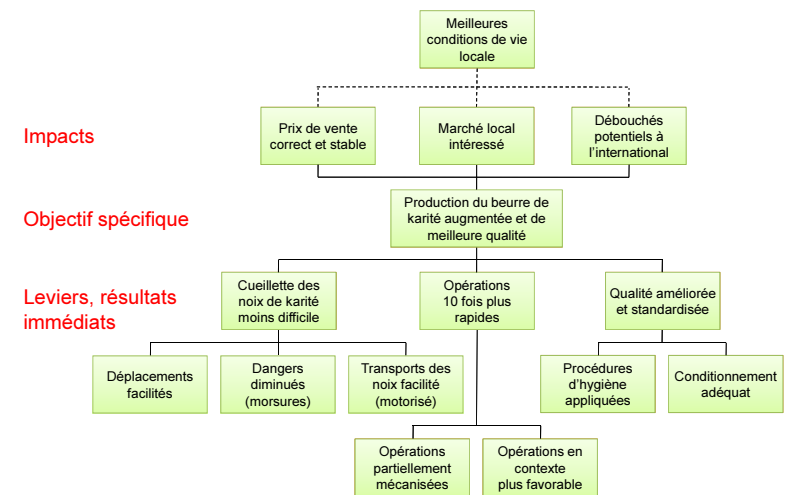 Meilleures
conditions de vie
locale
Impacts
Prix de vente
correct et stable
Marché local
intéressé
Débouchés
potentiels à
l'international
Objectif spécifique
Production du beurre de
karité augmentée et de
meilleure qualité
Leviers, résultats
immédiats
Cueillette des
noix de karité
moins difficile
Opérations
10 fois plus
rapides
Qualité améliorée
et standardisée
Déplacements
facilités
Dangers
diminués
(morsures)
Transports des
noix facilité
(motorisé)
Procédures
d'hygiène
appliquées
Conditionnement
adéquat
Opérations
partiellement
mécanisées
Opérations en
contexte
plus favorable